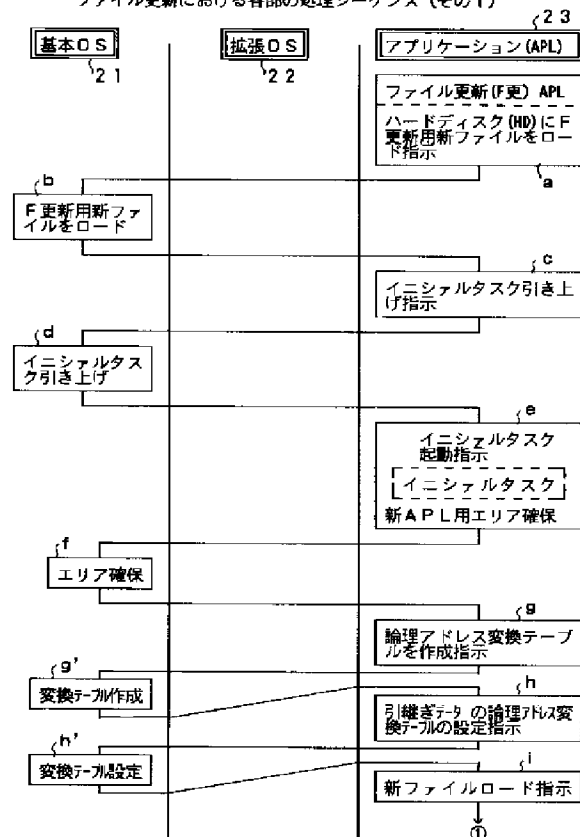 ファイル更新における各部の処理シーケンス(その1)
基本OS
21
拡張OS
22
23
アプリケーション(APL)
ファイル更新(F更) APL
ハードディスク(HD)にF
更新用新ファイルをロー
ド指示
a
b
F更新用新ファ
イルをロード
c
イニシャルタスク引き上
げ指示
d
イニシャルタス
ク引き上げ
e
イニシャルタスク
起動指示
イニシャルタスク
新APL用エリア確保
f
エリア確保
g
論理アドレス変換テーブ
ルを作成指示
g'
変換テーブル作成
h
引継ぎデータの論理アドレス変
換テーブルの設定指示
h'
変換テーブル設定
i
新ファイルロード指示
①